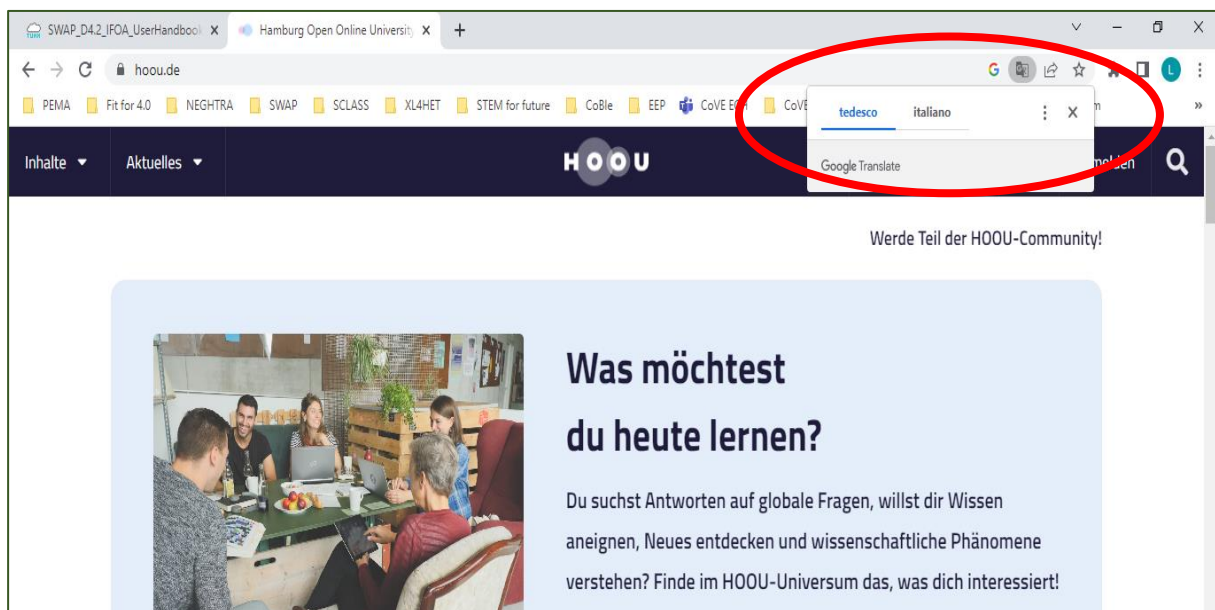 SWAP_D4.2_IFOA_UserHandbook
Hamburg Open Online University
hoou.de
PEMA
Fit for 4.0
NEGHTRA
SWAP
SCLASS
XL4HET
STEM for future
CoBle
EEP
CoVE
tedesco
italiano
Google Translate
Inhalte
Aktuelles
HOOU
melden
Werde Teil der HOOU-Community!
Was möchtest
du heute lernen?
Du suchst Antworten auf globale Fragen, willst dir Wissen
aneignen, Neues entdecken und wissenschaftliche Phänomene
verstehen? Finde im HOOU-Universum das, was dich interessiert!